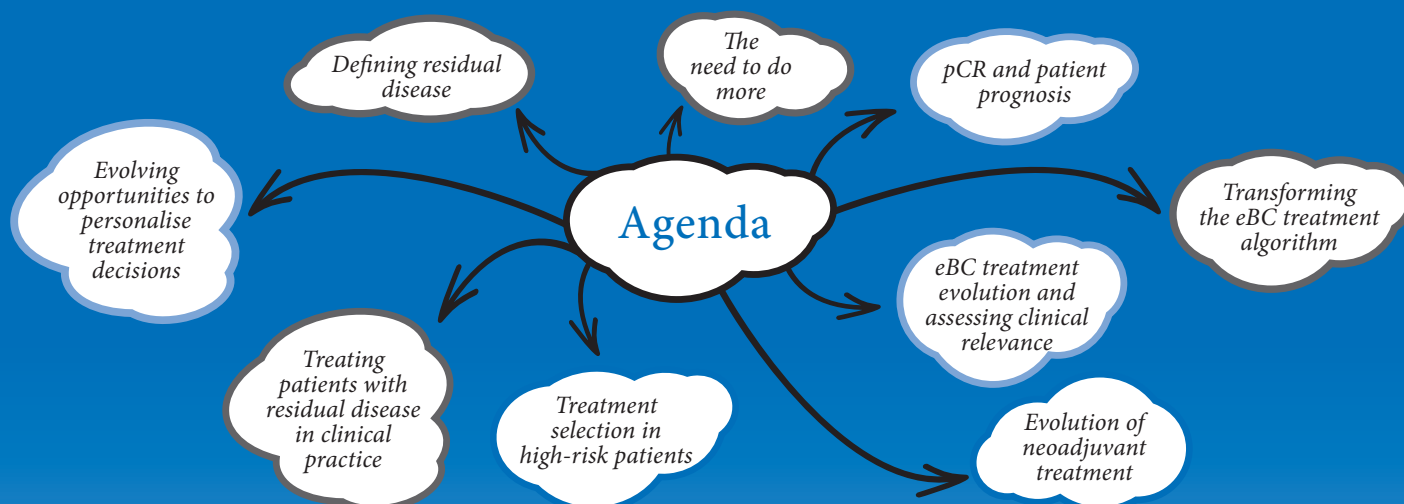 Defining residual
disease
The
need to do
more
pCR and patient
prognosis
Evolving
opportunities to
personalise
treatment
decisions
Agenda
Transforming
the eBC treatment
algorithm
eBC treatment
evolution and
assessing clinical
relevance
Treating
patients with
residual disease
in clinical
practice
Treatment
selection in
high-risk patients
Evolution of
neoadjuvant
treatment